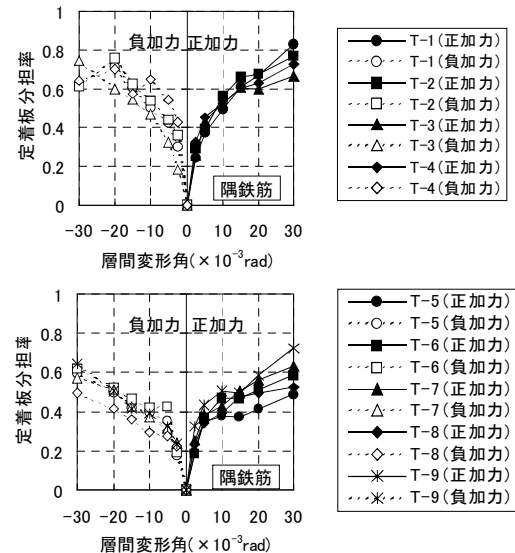 定着板分担率
1
0.8
0.6
0.4
0.2
0
負加力 正加力
隅鉄筋
-30 -20 -10 0 10 20 30
層間変形角(×10⁻³rad)
T-1(正加力)
T-1(負加力)
T-2(正加力)
T-2(負加力)
T-3(正加力)
T-3(負加力)
T-4(正加力)
T-4(負加力)
定着板分担率
1
0.8
0.6
0.4
0.2
0
負加力 正加力
隅鉄筋
-30 -20 -10 0 10 20 30
層間変形角(×10⁻³rad)
T-5(正加力)
T-5(負加力)
T-6(正加力)
T-6(負加力)
T-7(正加力)
T-7(負加力)
T-8(正加力)
T-8(負加力)
T-9(正加力)
T-9(負加力)